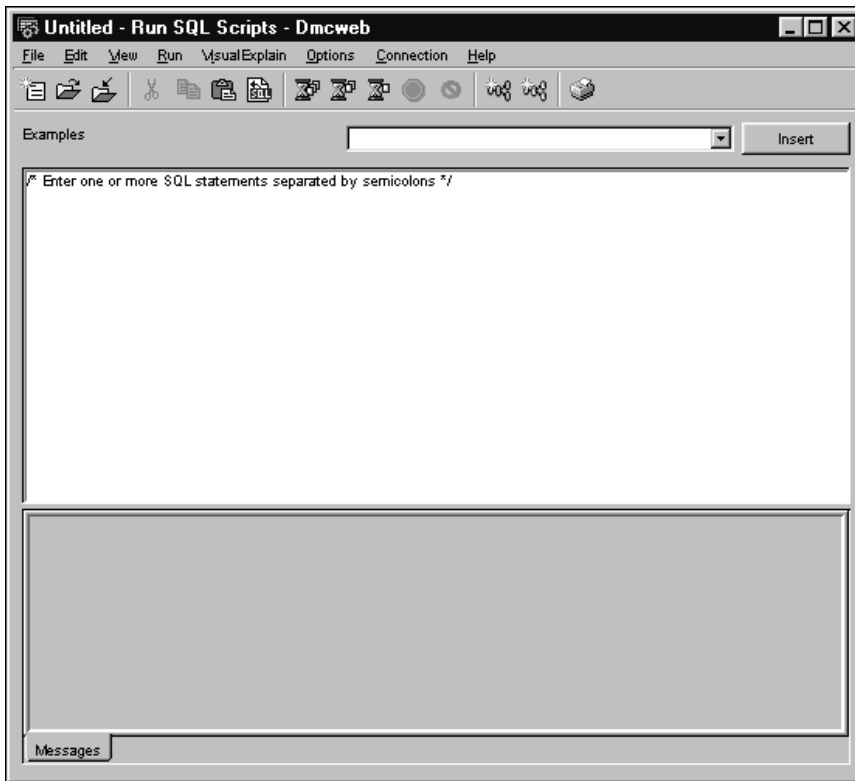 Untitled - Run SQL Scripts - Dmcweb
File Edit View Run VisualExplain Options Connection Help
SQL
Examples
Insert
/* Enter one or more SQL statements separated by semicolons */
Messages